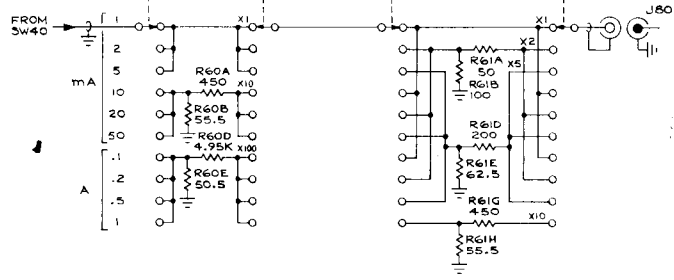 FROM
SW40
1
X1
X1
J80
2
X2
5
X5
mA
R60A
450
X10
R61A
50
R61B
100
10
20
R60B
55.5
50
R60D
4.95K
X100
R61D
200
.1
A
.2
R60E
50.5
R61E
62.5
.5
R61G
450
1
X10
R61H
55.5